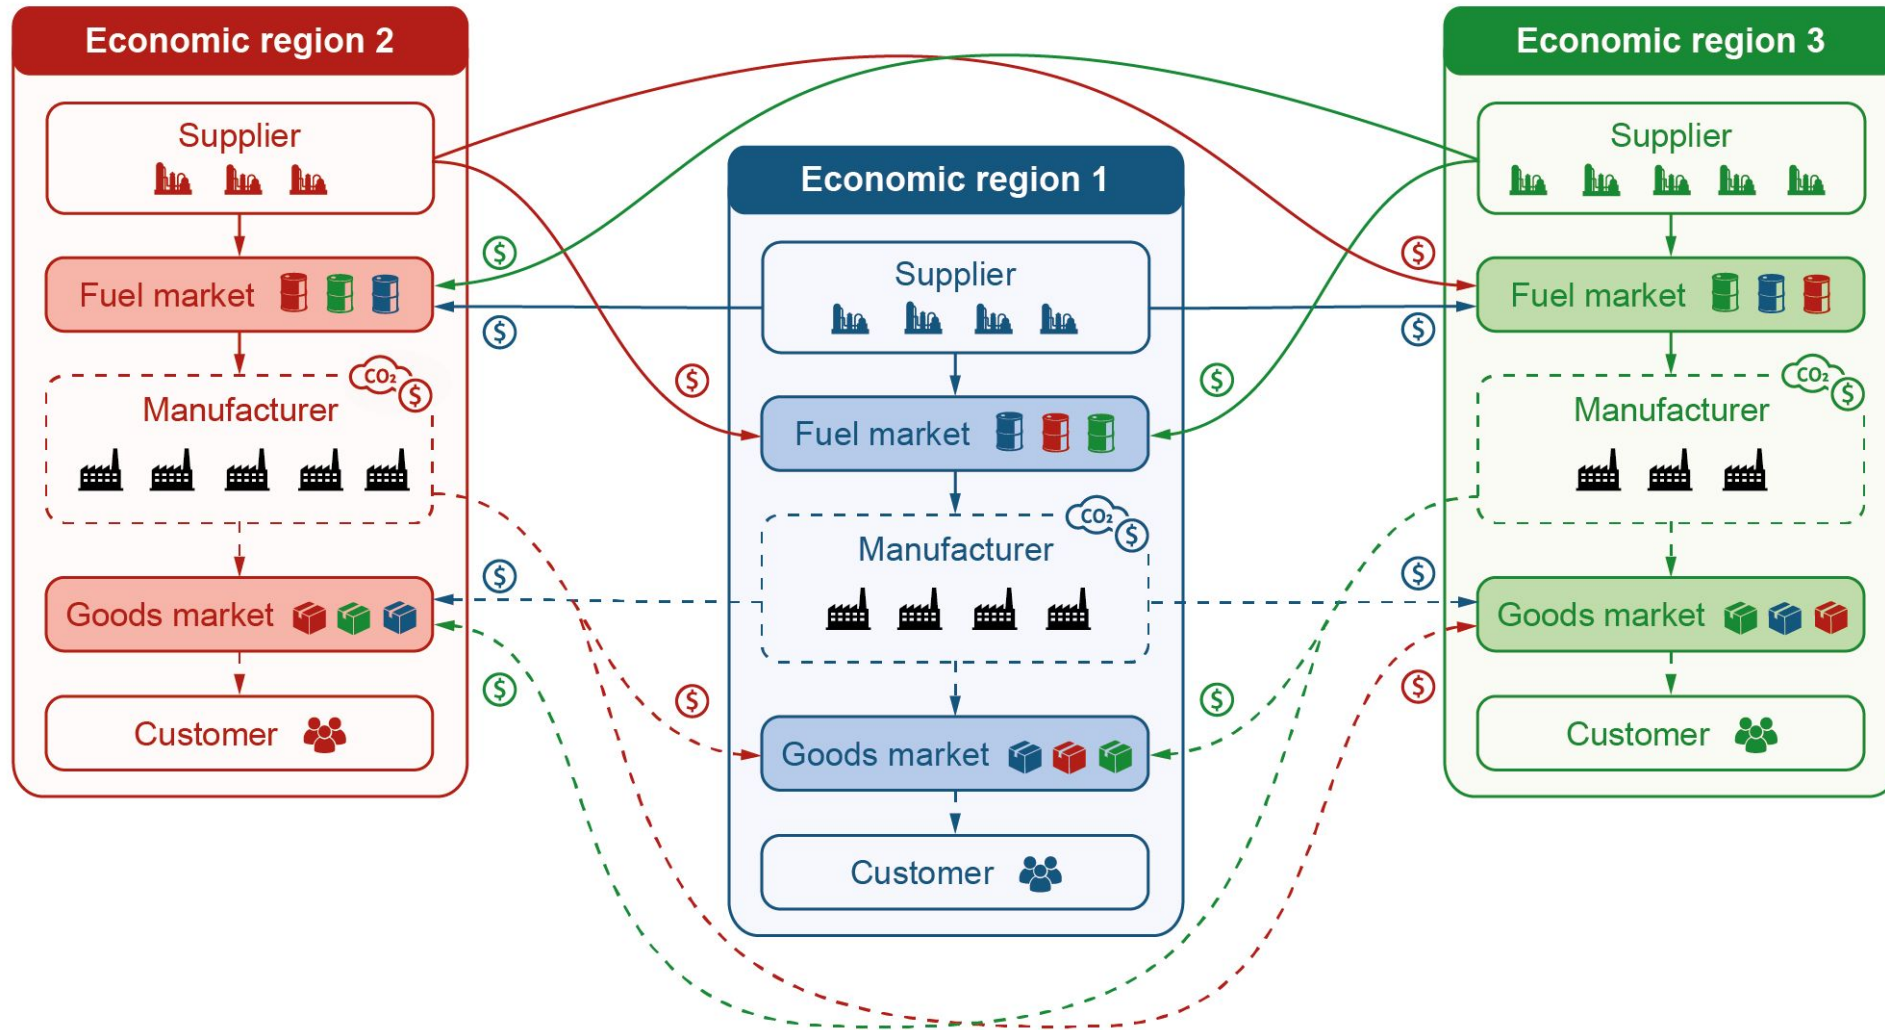 Economic region 2
Supplier
$
Fuel market
$
CO₂
$
Manufacturer
$
Goods market
$
Customer
Economic region 1
Supplier
$
Fuel market
CO₂
$
Manufacturer
$
Goods market
Customer
Economic region 3
Supplier
$
$
Fuel market
$
CO₂
$
Manufacturer
$
$
Goods market
$
Customer